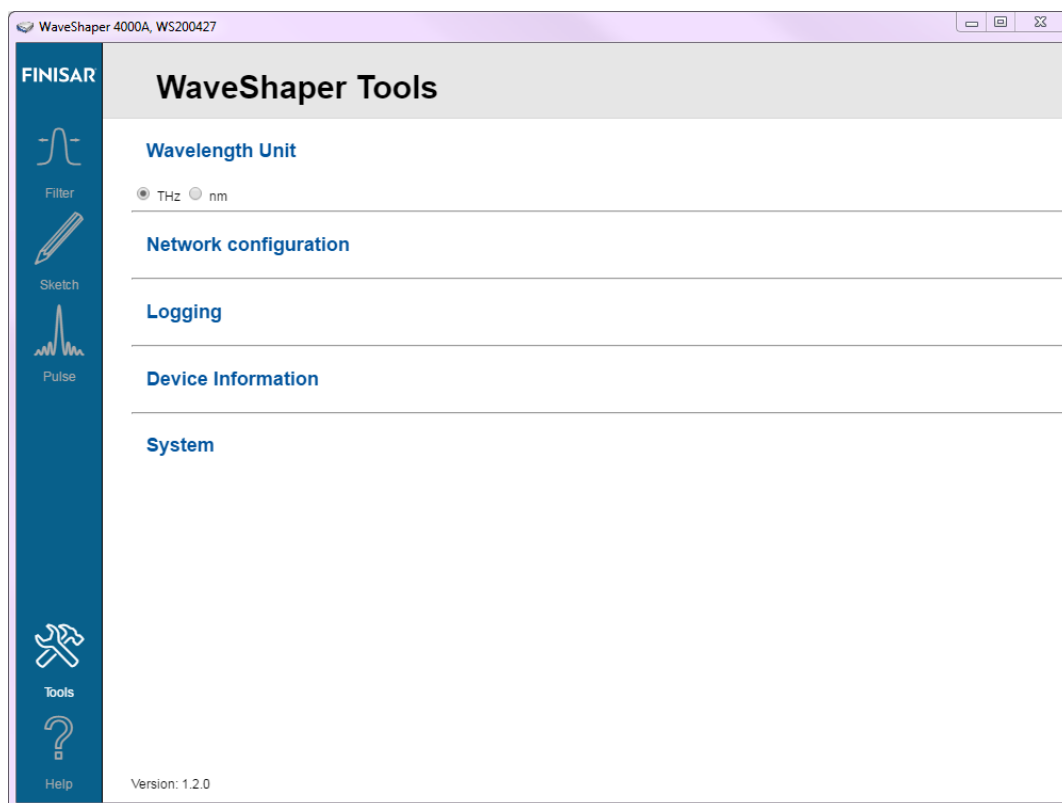 WaveShaper 4000A, WS200427
FINISAR
WaveShaper Tools
Filter
Sketch
Pulse
Tools
Help
Wavelength Unit
THz nm
Network configuration
Logging
Device Information
System
Version: 1.2.0